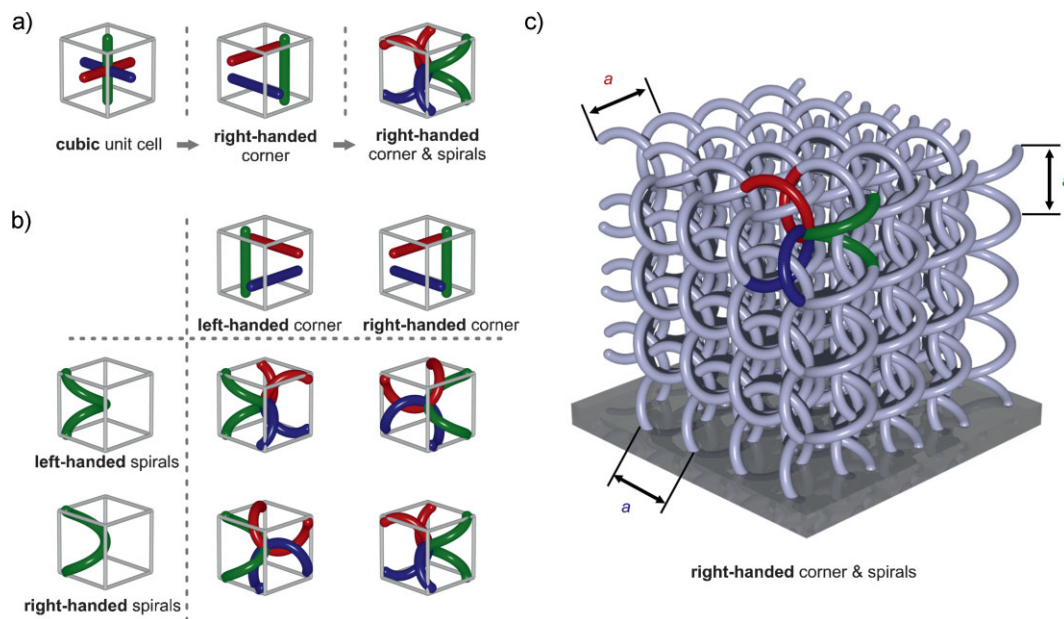 a)
cubic unit cell
right-handed
corner
right-handed
corner & spirals
b)
left-handed corner
right-handed corner
left-handed spirals
right-handed spirals
c)
a
a
right-handed corner & spirals